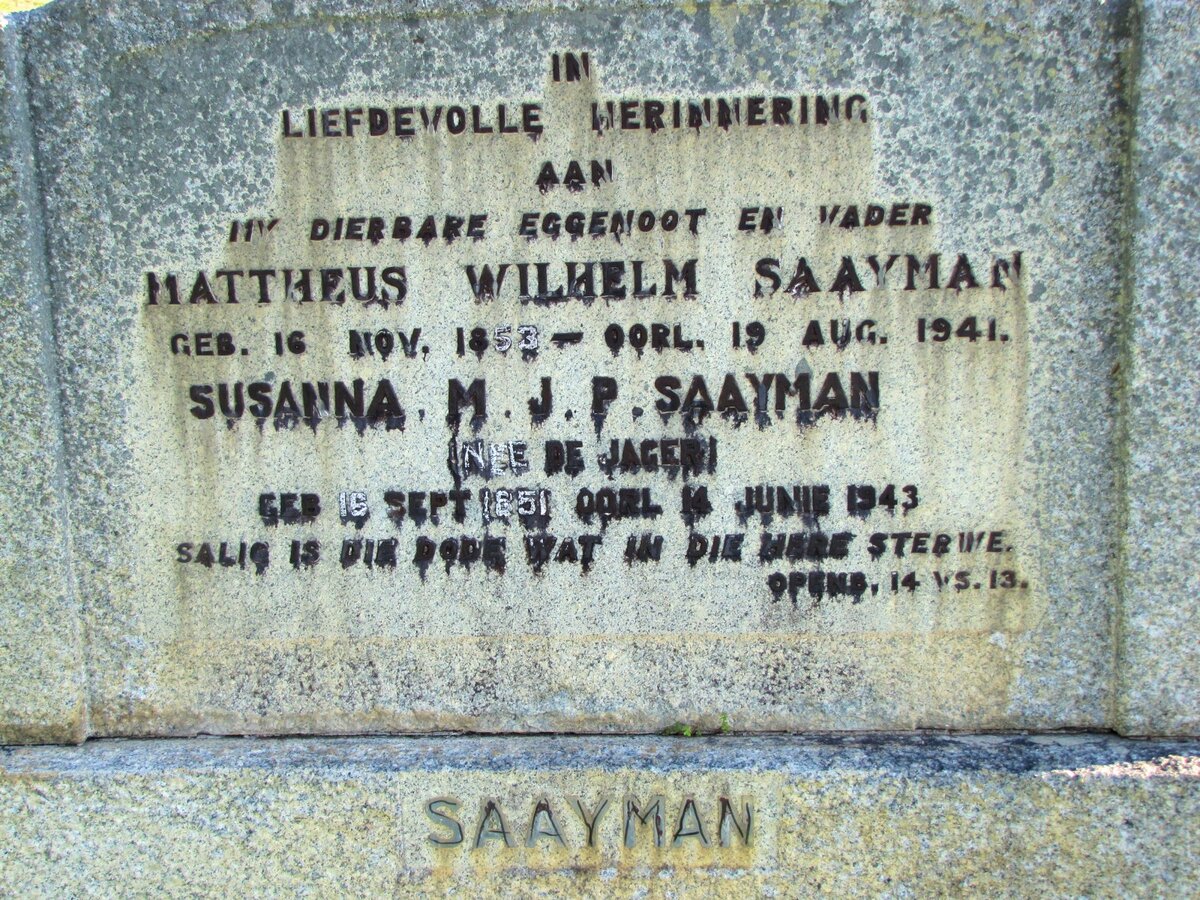 IN
LIEFDEVOLLE HERINNERING
AAN
MY DIERBARE EGGENOOT EN VADER
MATTHEUS WILHELM SAAYMAN
GEB. 16 NOV. 1853 — OORL. 19 AUG. 1941.
SUSANNA. M. J. P. SAAYMAN
(NEE DE JAGER)
GEB 16 SEPT 1851 OORL 14 JUNIE 1943
SALIG IS DIE DODE WAT IN DIE HERE STERWE.
OPENB. 14 VS. 13.
SAAYMAN